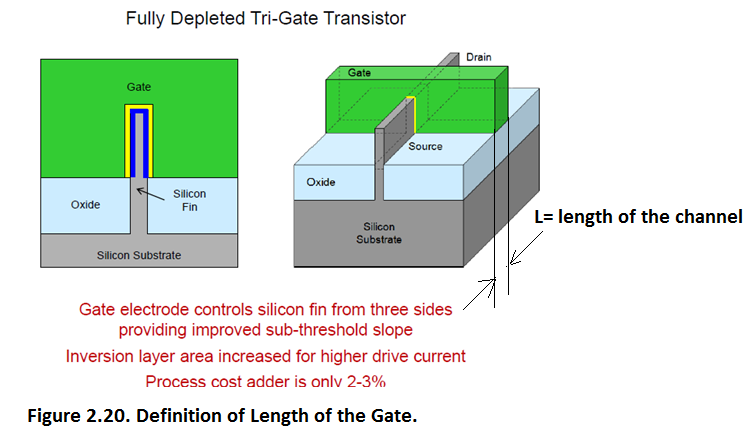 Fully Depleted Tri-Gate Transistor
Gate
Silicon
Fin
Oxide
Silicon Substrate
Drain
Gate
Source
Oxide
Silicon
Substrate
L= length of the channel
Gate electrode controls silicon fin from three sides
providing improved sub-threshold slope
Inversion layer area increased for higher drive current
Process cost adder is only 2-3%
Figure 2.20. Definition of Length of the Gate.